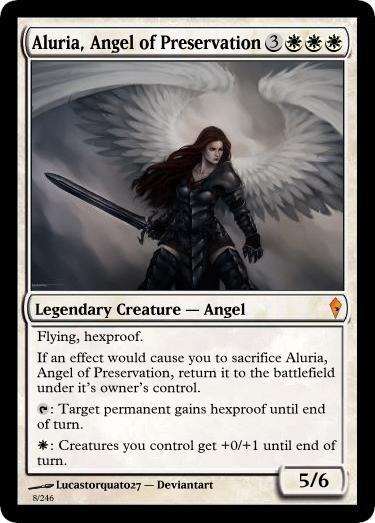 Aluria, Angel of Preservation 3
Legendary Creature — Angel
Flying, hexproof.
If an effect would cause you to sacrifice Aluria,
Angel of Preservation, return it to the battlefield
under it's owner's control.
: Target permanent gains hexproof until end
of turn.
: Creatures you control get +0/+1 until end of
turn.
5/6
Lucastorquato27 — Deviantart
8/246